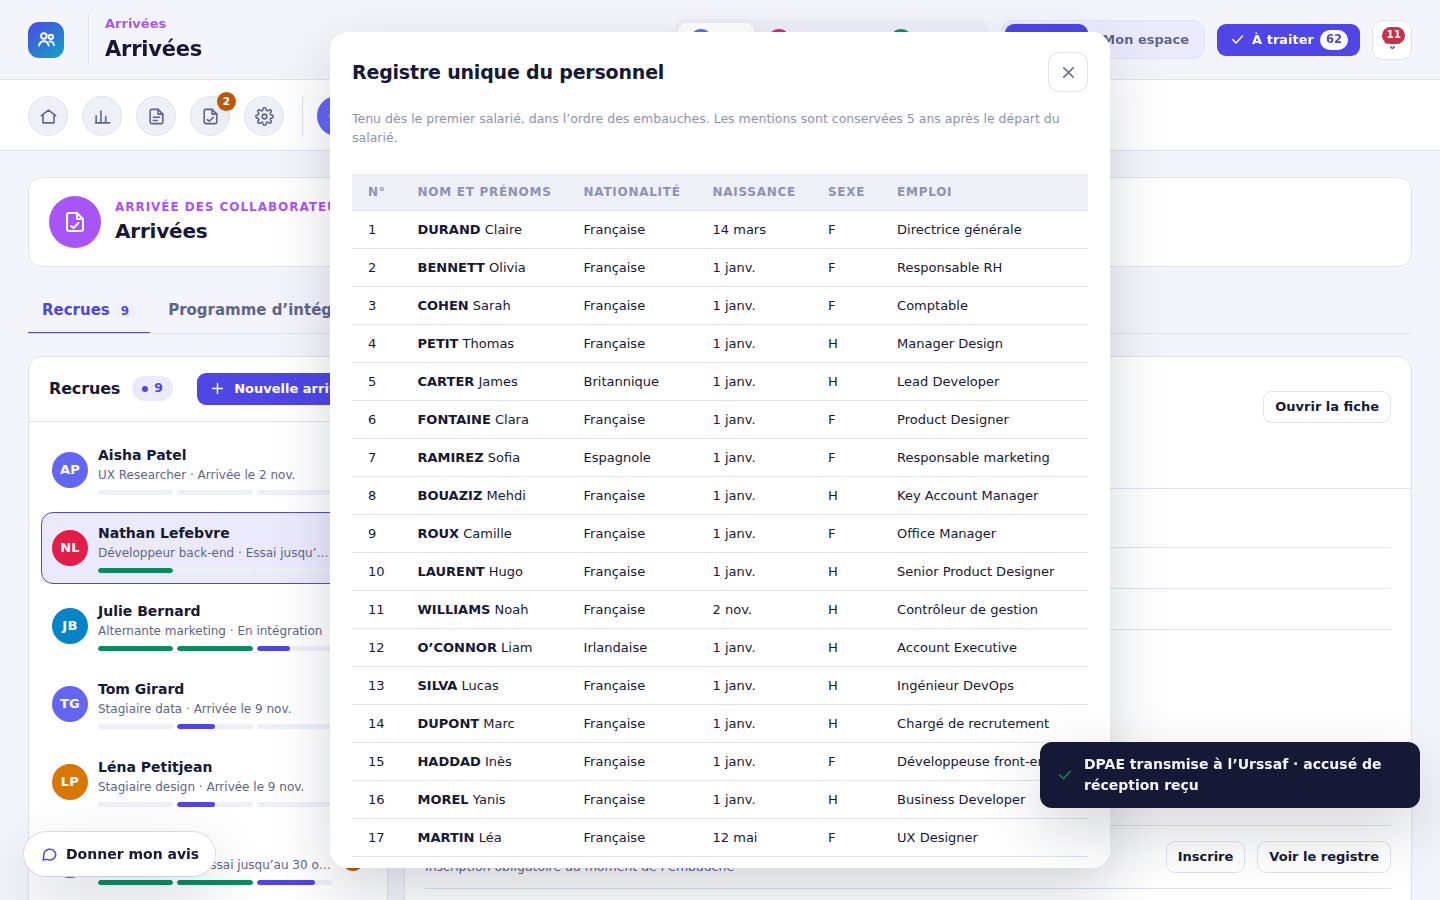 Arrivées
Arrivées
Mon espace
À traiter 62
11
2
ARRIVÉE DES COLLABORATEU
Arrivées
Recrues 9
Programme d’intég
Recrues 9
Nouvelle arri
Ouvrir la fiche
AP Aisha Patel
UX Researcher · Arrivée le 2 nov.
NL Nathan Lefebvre
Développeur back-end · Essai jusqu’…
JB Julie Bernard
Alternante marketing · En intégration
TG Tom Girard
Stagiaire data · Arrivée le 9 nov.
LP Léna Petitjean
Stagiaire design · Arrivée le 9 nov.
ssai jusqu’au 30 o…
Donner mon avis
Registre unique du personnel
Tenu dès le premier salarié, dans l’ordre des embauches. Les mentions sont conservées 5 ans après le départ du
salarié.
N° NOM ET PRÉNOMS NATIONALITÉ NAISSANCE SEXE EMPLOI
1 DURAND Claire Française 14 mars F Directrice générale
2 BENNETT Olivia Française 1 janv. F Responsable RH
3 COHEN Sarah Française 1 janv. F Comptable
4 PETIT Thomas Française 1 janv. H Manager Design
5 CARTER James Britannique 1 janv. H Lead Developer
6 FONTAINE Clara Française 1 janv. F Product Designer
7 RAMIREZ Sofia Espagnole 1 janv. F Responsable marketing
8 BOUAZIZ Mehdi Française 1 janv. H Key Account Manager
9 ROUX Camille Française 1 janv. F Office Manager
10 LAURENT Hugo Française 1 janv. H Senior Product Designer
11 WILLIAMS Noah Française 2 nov. H Contrôleur de gestion
12 O’CONNOR Liam Irlandaise 1 janv. H Account Executive
13 SILVA Lucas Française 1 janv. H Ingénieur DevOps
14 DUPONT Marc Française 1 janv. H Chargé de recrutement
15 HADDAD Inès Française 1 janv. F Développeuse front-en
16 MOREL Yanis Française 1 janv. H Business Developer
17 MARTIN Léa Française 12 mai F UX Designer
DPAE transmise à l’Urssaf · accusé de
réception reçu
Inscrire
Voir le registre
Inscription obligatoire au moment de l’embauche